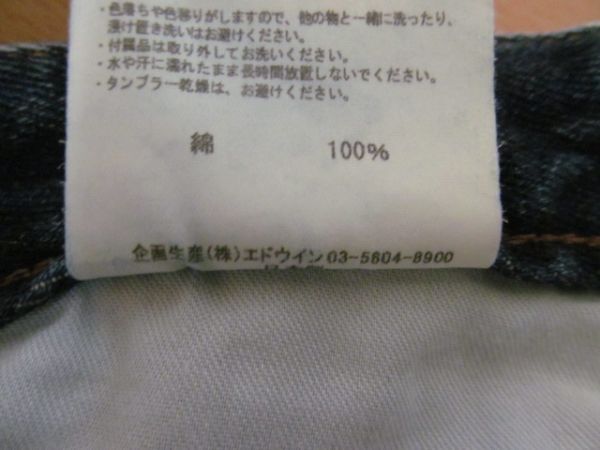 ・色落ちや色移りがしますので、他の物と一緒に洗ったり、
浸け置き洗いはお避けください。
・付属品は取り外してお洗いください。
・水や汗に濡れたまま長時間放置しないでください。
・タンブラー乾燥は、お避けください。
綿 100%
企画生産(株)エドウイン 03-5604-8900